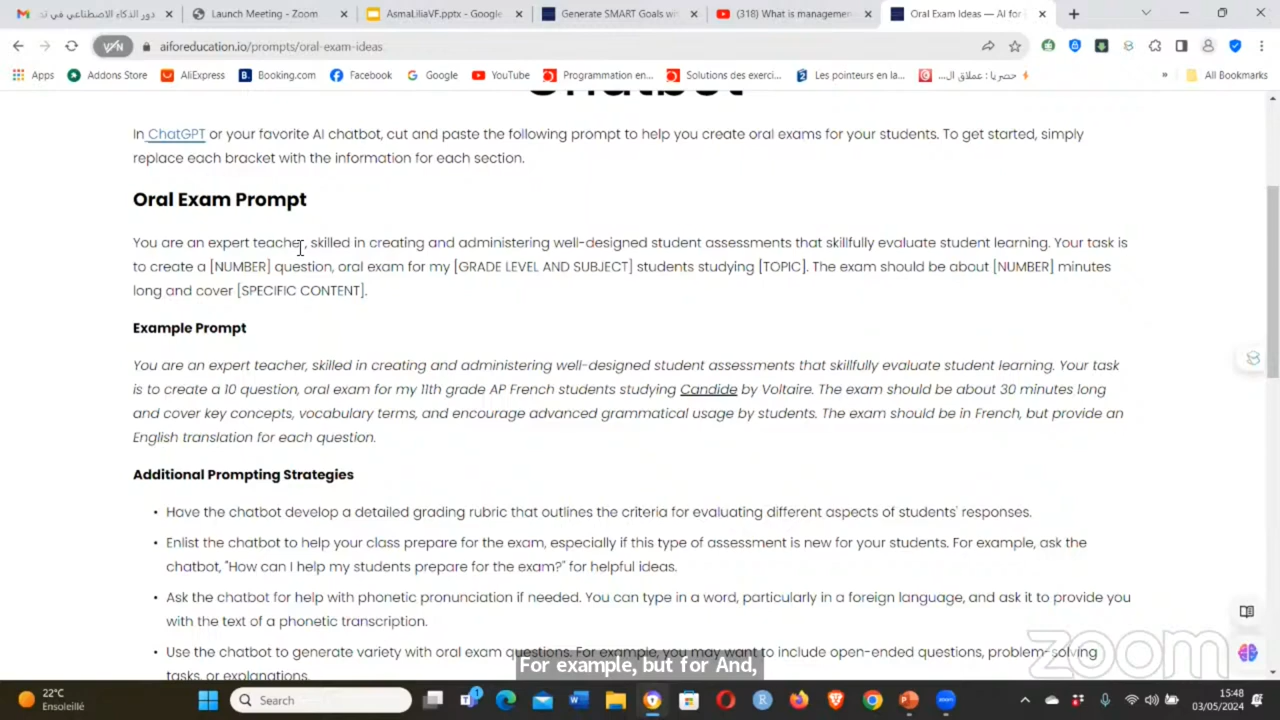 دور الذكاء الاصطناعي في تد
Launch Meeting - Zoom
AsmaLiliaVF.pptx - Google
Generate SMART Goals wi
(318) What is managemen
Oral Exam Ideas — AI for
VPN
aiforeducation.io/prompts/oral-exam-ideas
Apps
Addons Store
AliExpress
Booking.com
Facebook
Google
YouTube
Programmation en...
Solutions des exerci...
Les pointeurs en la...
حصريا : عملاق ال...
»
All Bookmarks
Chatbot
In ChatGPT or your favorite AI chatbot, cut and paste the following prompt to help you create oral exams for your students. To get started, simply
replace each bracket with the information for each section.
Oral Exam Prompt
You are an expert teacher, skilled in creating and administering well-designed student assessments that skillfully evaluate student learning. Your task is
to create a [NUMBER] question, oral exam for my [GRADE LEVEL AND SUBJECT] students studying [TOPIC]. The exam should be about [NUMBER] minutes
long and cover [SPECIFIC CONTENT].
Example Prompt
You are an expert teacher, skilled in creating and administering well-designed student assessments that skillfully evaluate student learning. Your task
is to create a 10 question, oral exam for my 11th grade AP French students studying Candide by Voltaire. The exam should be about 30 minutes long
and cover key concepts, vocabulary terms, and encourage advanced grammatical usage by students. The exam should be in French, but provide an
English translation for each question.
Additional Prompting Strategies
• Have the chatbot develop a detailed grading rubric that outlines the criteria for evaluating different aspects of students' responses.
• Enlist the chatbot to help your class prepare for the exam, especially if this type of assessment is new for your students. For example, ask the
chatbot, "How can I help my students prepare for the exam?" for helpful ideas.
• Ask the chatbot for help with phonetic pronunciation if needed. You can type in a word, particularly in a foreign language, and ask it to provide you
with the text of a phonetic transcription.
• Use the chatbot to generate variety with oral exam questions. For example, you may want to include open-ended questions, problem-solving
tasks, or explanations.
For example, but for And,
zoom
22°C
Ensoleillé
Search
15:48
03/05/2024